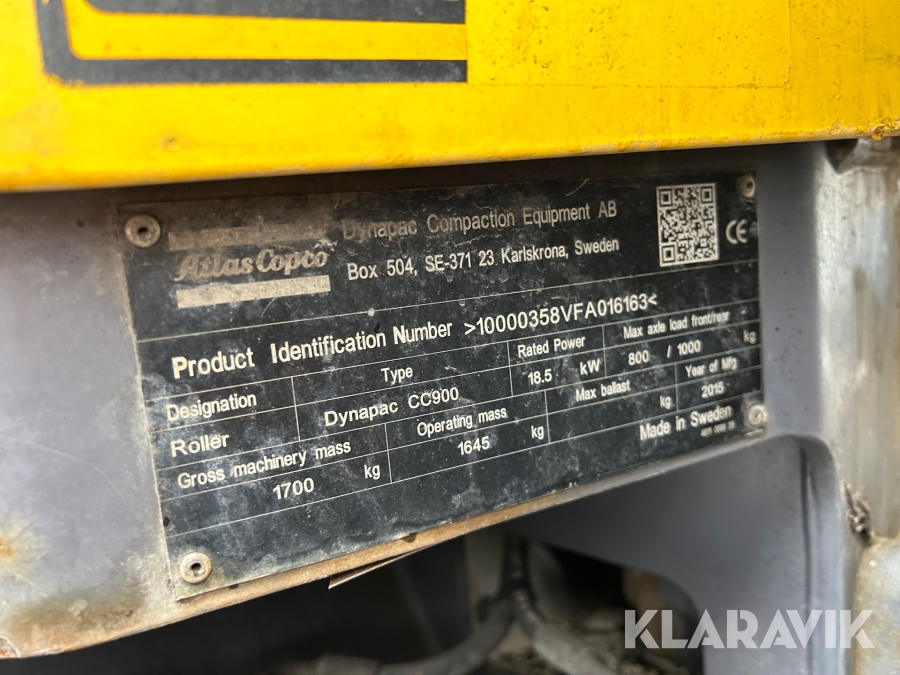 Atlas Copco
Dynapac Compaction Equipment AB
Box 504, SE-371 23 Karlskrona, Sweden
CE
Product Identification Number >10000358VFA016163<
Designation Type Rated Power Max axle load front/rear
Roller Dynapac CC900 18.5 kW 800 / 1000 kg
Gross machinery mass Operating mass Max ballast Year of Mfg
1700 kg 1645 kg kg 2015
Made in Sweden
KLARAVIK